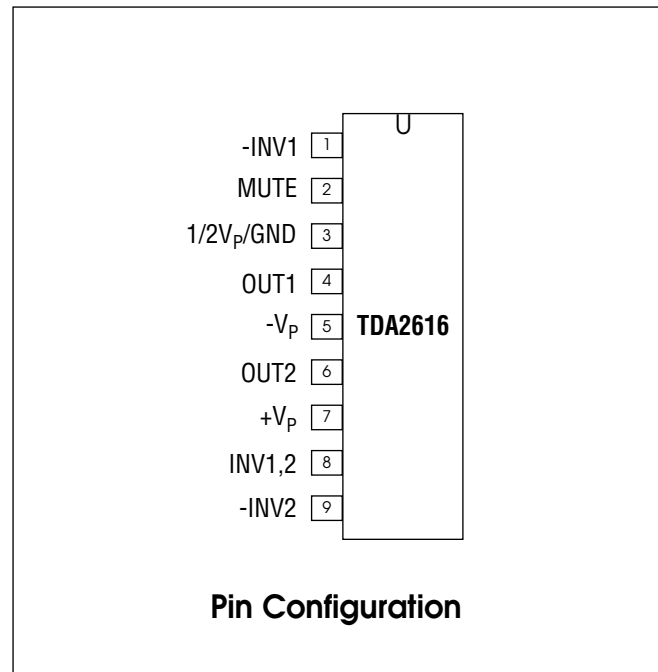 -INV1 1
MUTE 2
1/2VP/GND 3
OUT1 4
-VP 5 TDA2616
OUT2 6
+VP 7
INV1,2 8
-INV2 9
Pin Configuration